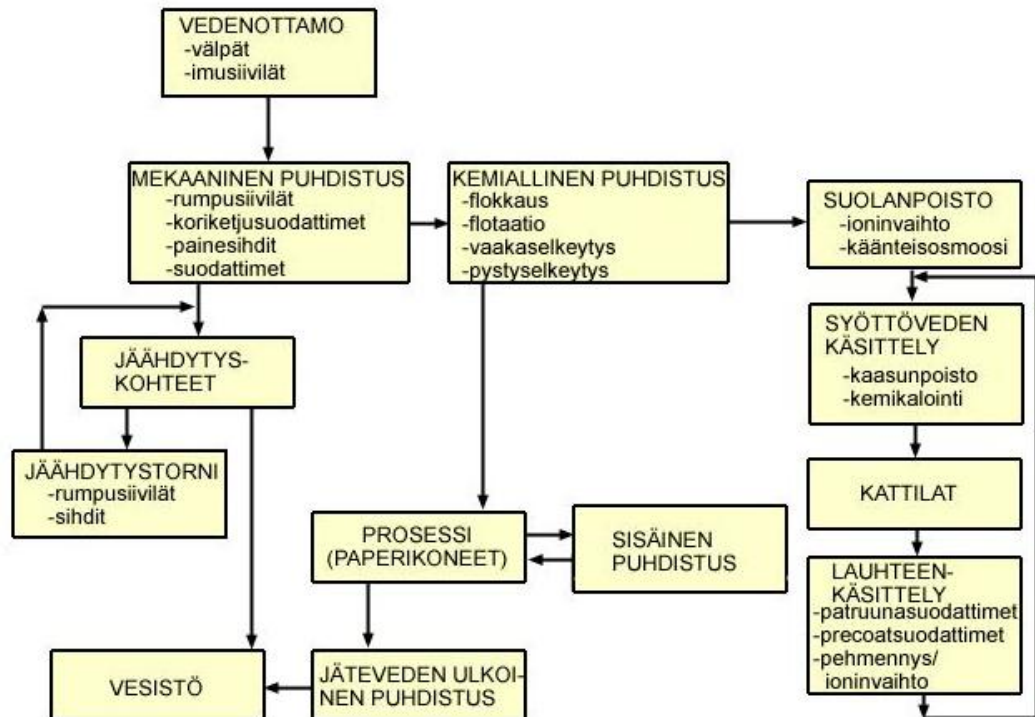 VEDENOTTAMO
-välpät
-imusiivilät
MEKAANINEN PUHDISTUS
-rumpusiivilät
-koriketjusuodattimet
-painesihdit
-suodattimet
KEMIALLINEN PUHDISTUS
-flokkaus
-flotaatio
-vaakaselkeytys
-pystyselkeytys
SUOLANPOISTO
-ioninvaihto
-käänteisosmoosi
SYÖTTÖVEDEN
KÄSITTELY
-kaasunpoisto
-kemikalointi
JÄÄHDYTYS-
KOHTEET
JÄÄHDYTYSTORNI
-rumpusiivilät
-sihdit
KATTILAT
PROSESSI
(PAPERIKONEET)
SISÄINEN
PUHDISTUS
LAUHTEEN-
KÄSITTELY
-patruunasuodattimet
-precoatsuodattimet
-pehmennys/
ioninvaihto
VESISTÖ
JÄTEVEDEN ULKOI-
NEN PUHDISTUS